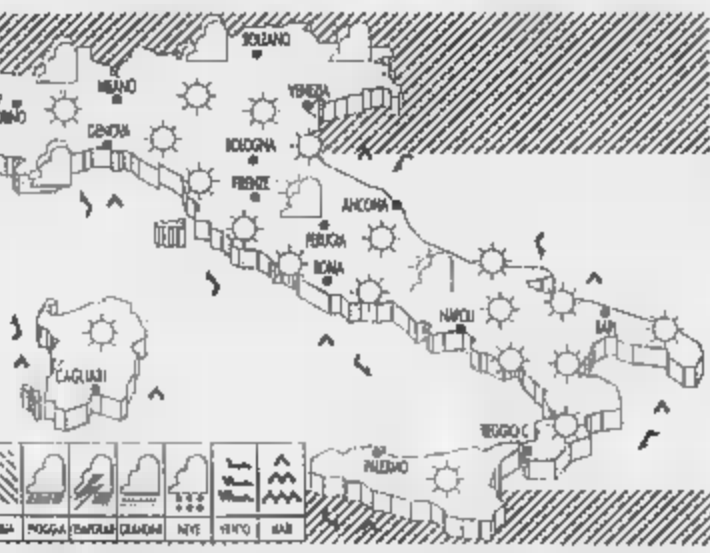 BOLZANO
MILANO
VENEZIA
GENOVA
BOLOGNA
FIRENZE
ANCONA
PERUGIA
ROMA
NAPOLI
BARI
CAGLIARI
REGGIO C.
PALERMO
PIOGGIA TEMPORALI GRANDINE NEVE VENTO MARI